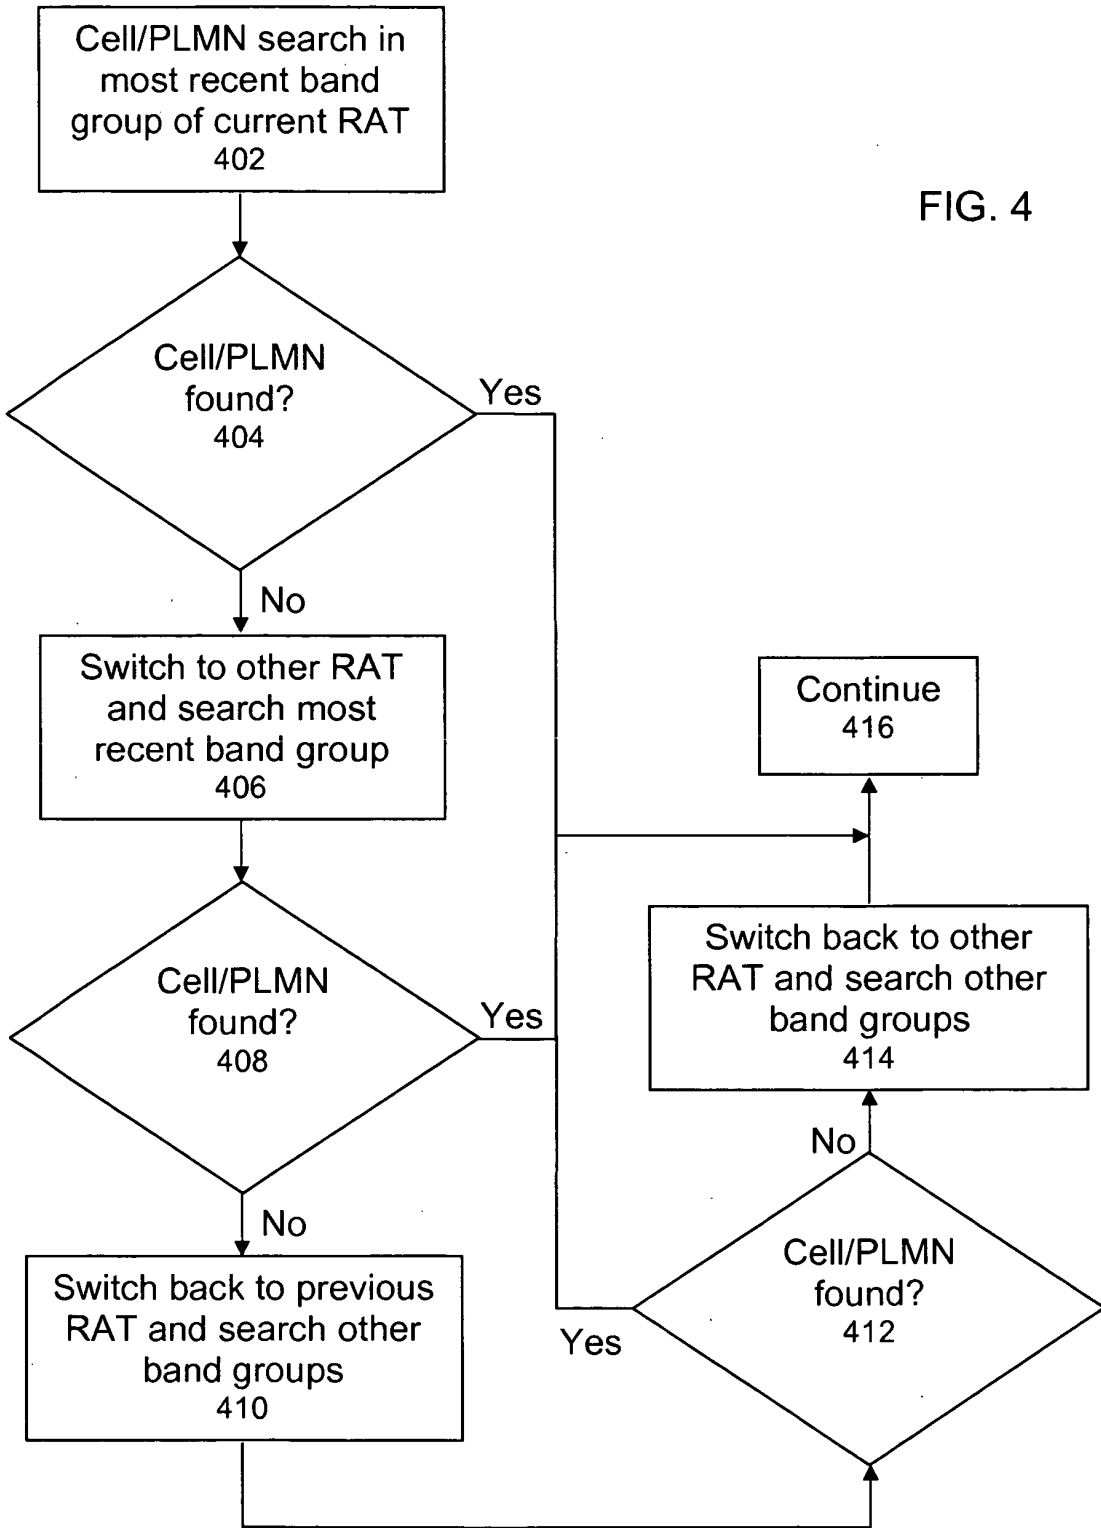 Cell/PLMN search in
most recent band
group of current RAT
402
FIG. 4
Cell/PLMN
found?
404
Yes
No
Switch to other RAT
and search most
recent band group
406
Cell/PLMN
found?
408
Yes
No
Switch back to previous
RAT and search other
band groups
410
Cell/PLMN
found?
412
Yes
No
Switch back to other
RAT and search other
band groups
414
Continue
416